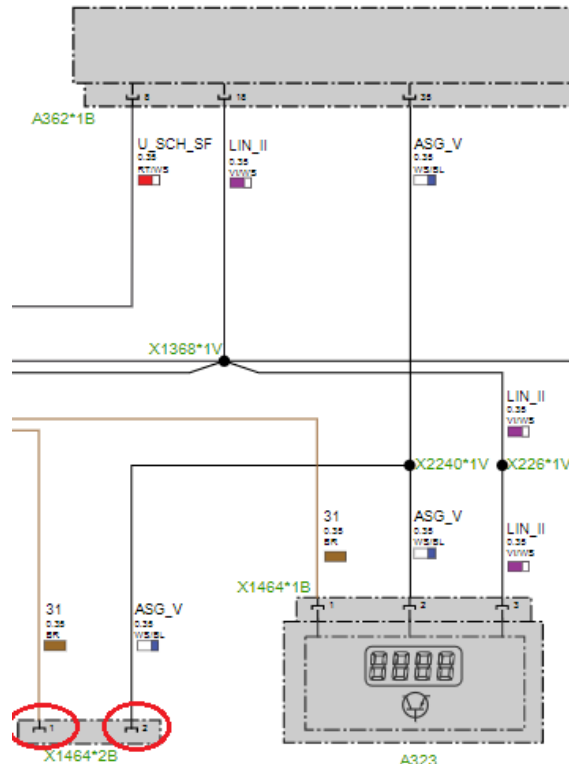 8 18 28
A362*1B
U_SCH_SF LIN_II ASG_V
0.35 0.35 0.35
RT/WS VI/WS WS/BL
X1368*1V
LIN_II
0.35
VI/WS
X2240*1V X226*1V
31 ASG_V LIN_II
0.35 0.35 0.35
BR WS/BL VI/WS
X1464*1B 1 2 3
31 ASG_V
0.35 0.35
BR WS/BL
8888
1 2
X1464*2B
A323